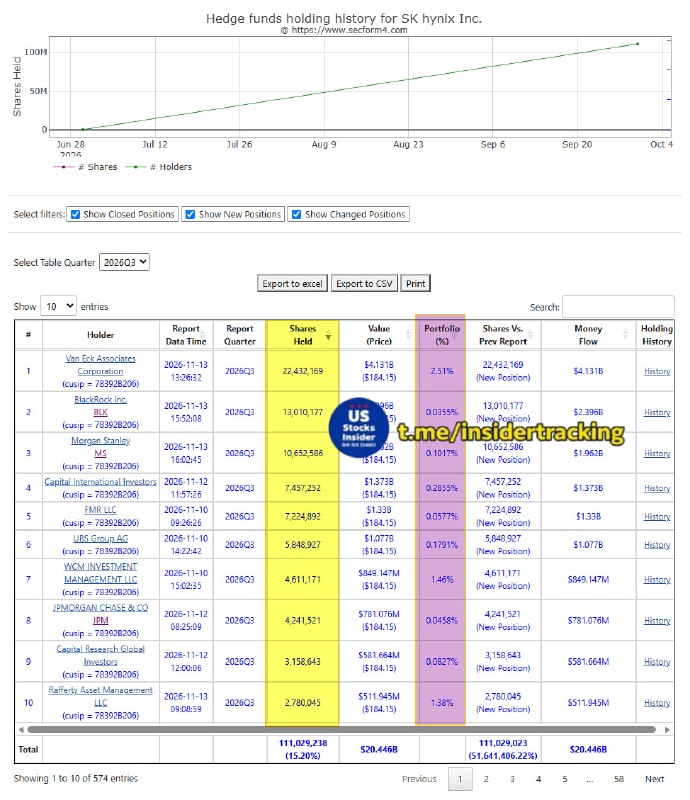 Hedge funds holding history for SK hynix Inc.
© https://www.secform4.com
Shares Held
100M
50M
0
Jun 28 Jul 12 Jul 26 Aug 9 Aug 23 Sep 6 Sep 20 Oct 4
2026
# Shares # Holders
Select filters: Show Closed Positions Show New Positions Show Changed Positions
Select Table Quarter 2026Q3
Export to excel Export to CSV Print
Show 10 entries Search:
# Holder Report Data Time Report Quarter Shares Held Value (Price) Portfolio (%) Shares Vs. Prev Report Money Flow Holding History
1 Van Eck Associates Corporation (cusip = 78392B206) 2026-11-13 13:26:32 2026Q3 22,432,169 $4.131B ($184.15) 2.51% 22,432,169 (New Position) $4.131B History
2 BlackRock Inc. BLK (cusip = 78392B206) 2026-11-13 15:52:08 2026Q3 13,010,177 ($184.15) 0.0355% 13,010,177 (New Position) $2.396B History
3 Morgan Stanley MS (cusip = 78392B206) 2026-11-13 16:02:45 2026Q3 10,652,586 ($184.15) 0.1017% 10,652,586 (New Position) $1.962B History
4 Capital International Investors (cusip = 78392B206) 2026-11-12 11:57:26 2026Q3 7,457,252 $1.373B ($184.15) 0.2855% 7,457,252 (New Position) $1.373B History
5 FMR LLC (cusip = 78392B206) 2026-11-10 09:26:26 2026Q3 7,224,892 $1.33B ($184.15) 0.0577% 7,224,892 (New Position) $1.33B History
6 UBS Group AG (cusip = 78392B206) 2026-11-10 14:22:42 2026Q3 5,848,927 $1.077B ($184.15) 0.1791% 5,848,927 (New Position) $1.077B History
7 WCM INVESTMENT MANAGEMENT LLC (cusip = 78392B206) 2026-11-10 15:02:35 2026Q3 4,611,171 $849.147M ($184.15) 1.46% 4,611,171 (New Position) $849.147M History
8 JPMORGAN CHASE & CO JPM (cusip = 78392B206) 2026-11-12 08:25:09 2026Q3 4,241,521 $781.076M ($184.15) 0.0458% 4,241,521 (New Position) $781.076M History
9 Capital Research Global Investors (cusip = 78392B206) 2026-11-12 12:00:06 2026Q3 3,158,643 $581.664M ($184.15) 0.0827% 3,158,643 (New Position) $581.664M History
10 Rafferty Asset Management LLC (cusip = 78392B206) 2026-11-13 09:08:59 2026Q3 2,780,045 $511.945M ($184.15) 1.38% 2,780,045 (New Position) $511.945M History
US
Stocks
Insider
t.me/insidertracking
Total 111,029,238 (15.20%) $20.446B 111,029,023 (51,641,406.22%) $20.446B
Showing 1 to 10 of 574 entries Previous 1 2 3 4 5 ... 58 Next